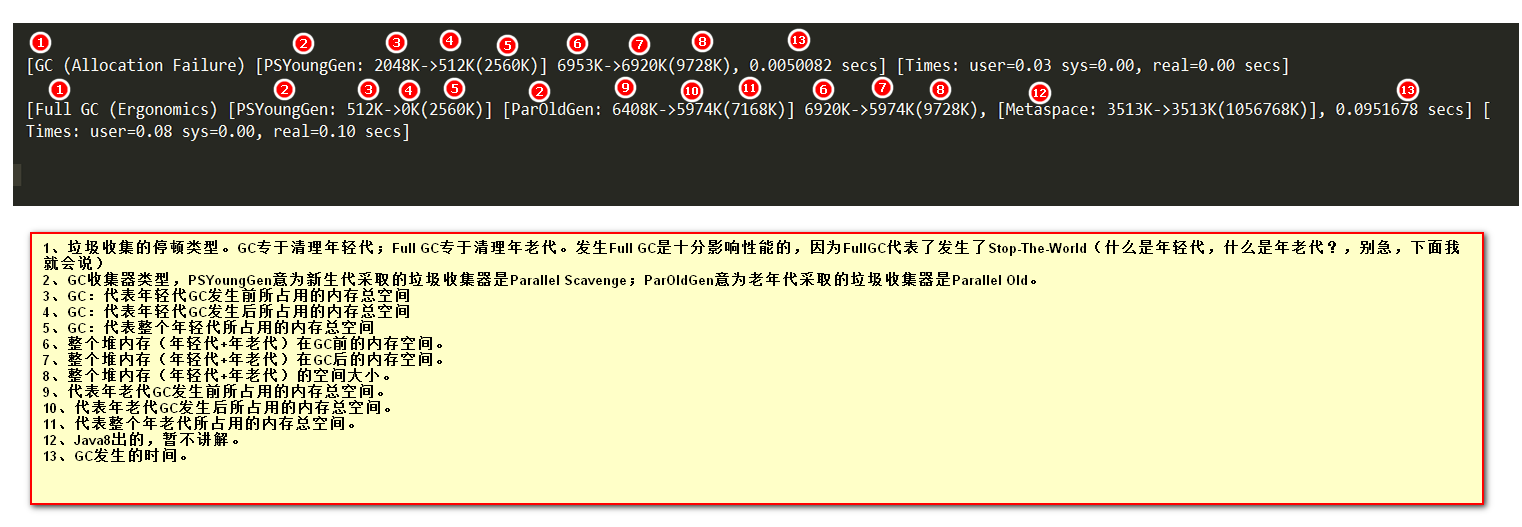 1 2 3 4 5 6 7 8 13
[GC (Allocation Failure) [PSYoungGen: 2048K->512K(2560K)] 6953K->6920K(9728K), 0.0050082 secs] [Times: user=0.03 sys=0.00, real=0.00 secs]
1 2 3 4 5 2 9 10 11 6 7 8 12 13
[Full GC (Ergonomics) [PSYoungGen: 512K->0K(2560K)] [ParOldGen: 6408K->5974K(7168K)] 6920K->5974K(9728K), [Metaspace: 3513K->3513K(1056768K)], 0.0951678 secs] [
Times: user=0.08 sys=0.00, real=0.10 secs]
1、垃圾收集的停顿类型。GC专于清理年轻代；Full GC专于清理年老代。发生Full GC是十分影响性能的，因为FullGC代表了发生了Stop-The-World（什么是年轻代，什么是年老代？，别急，下面我
就会说）
2、GC收集器类型，PSYoungGen意为新生代采取的垃圾收集器是Parallel Scavenge；ParOldGen意为老年代采取的垃圾收集器是Parallel Old。
3、GC：代表年轻代GC发生前所占用的内存总空间
4、GC：代表年轻代GC发生后所占用的内存总空间
5、GC：代表整个年轻代所占用的内存总空间
6、整个堆内存（年轻代+年老代）在GC前的内存空间。
7、整个堆内存（年轻代+年老代）在GC后的内存空间。
8、整个堆内存（年轻代+年老代）的空间大小。
9、代表年老代GC发生前所占用的内存总空间。
10、代表年老代GC发生后所占用的内存总空间。
11、代表整个年老代所占用的内存总空间。
12、Java8出的，暂不讲解。
13、GC发生的时间。